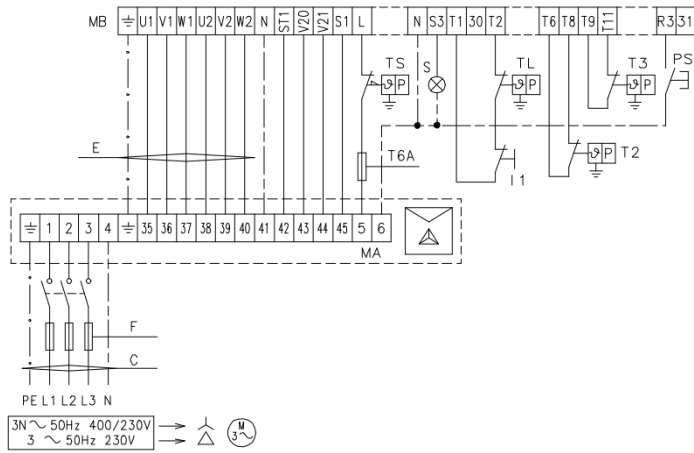 MB U1 V1 W1 U2 V2 W2 N ST1 V20 V21 S1 L N S3 T1 30 T2 T6 T8 T9 T11 R3 31
TS S TL T3 PS
ϑ P ϑ P ϑ P
E T6A I1 ϑ P T2
1 2 3 4 35 36 37 38 39 40 41 42 43 44 45 5 6
MA
F
C
PE L1 L2 L3 N
3N ~ 50Hz 400/230V
3 ~ 50Hz 230V
M
3~